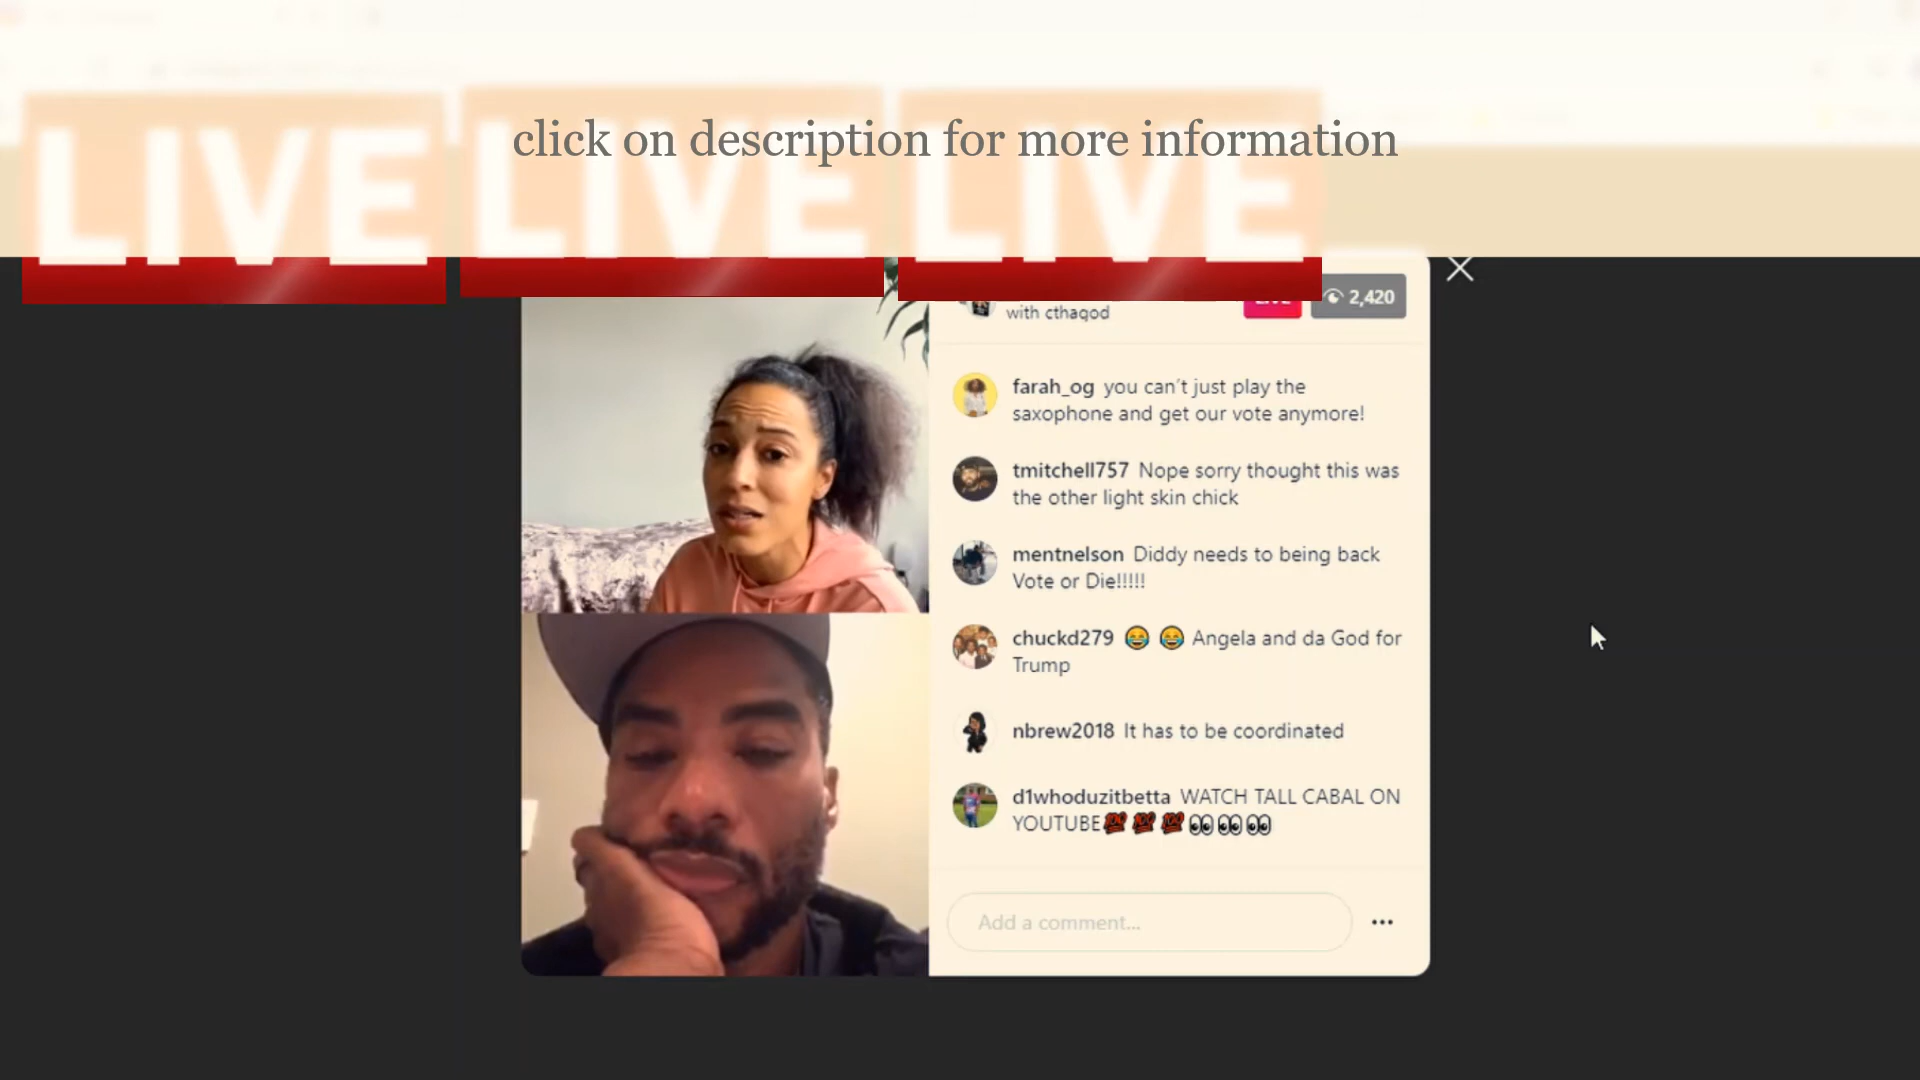 LIVE LIVE LIVE
click on description for more information
with cthagod
LIVE
2,420
farah_og you can't just play the
saxophone and get our vote anymore!
tmitchell757 Nope sorry thought this was
the other light skin chick
mentnelson Diddy needs to being back
Vote or Die!!!!!
chuckd279 😂 😂 Angela and da God for
Trump
nbrew2018 It has to be coordinated
d1whoduzitbetta WATCH TALL CABAL ON
YOUTUBE💯 💯 💯👀👀👀
Add a comment...